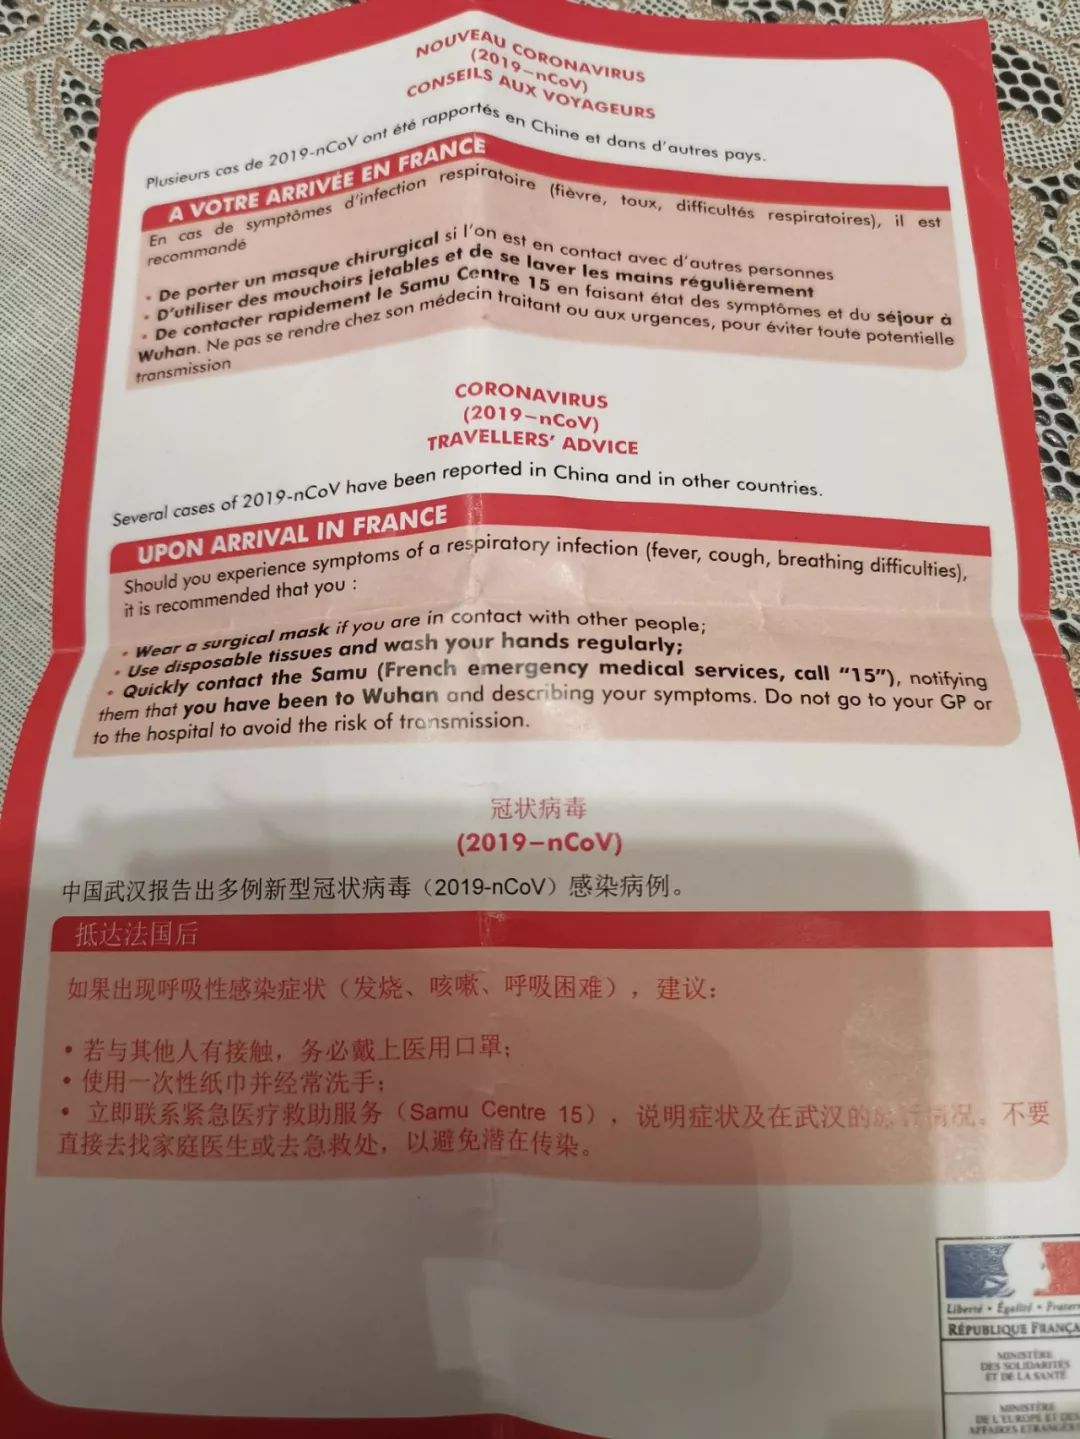 NOUVEAU CORONAVIRUS
(2019-nCoV)
CONSEILS AUX VOYAGEURS
Plusieurs cas de 2019-nCoV ont été rapportés en Chine et dans d'autres pays.
A VOTRE ARRIVÉE EN FRANCE
En cas de symptômes d'infection respiratoire (fièvre, toux, difficultés respiratoires), il est
recommandé
• De porter un masque chirurgical si l'on est en contact avec d'autres personnes
• D'utiliser des mouchoirs jetables et de se laver les mains régulièrement
• De contacter rapidement le Samu Centre 15 en faisant état des symptômes et du séjour à
Wuhan. Ne pas se rendre chez son médecin traitant ou aux urgences, pour éviter toute potentielle
transmission
CORONAVIRUS
(2019-nCoV)
TRAVELLERS' ADVICE
Several cases of 2019-nCoV have been reported in China and in other countries.
UPON ARRIVAL IN FRANCE
Should you experience symptoms of a respiratory infection (fever, cough, breathing difficulties),
it is recommended that you :
• Wear a surgical mask if you are in contact with other people;
• Use disposable tissues and wash your hands regularly;
• Quickly contact the Samu (French emergency medical services, call “15”), notifying
them that you have been to Wuhan and describing your symptoms. Do not go to your GP or
to the hospital to avoid the risk of transmission.
冠状病毒
(2019-nCoV)
中国武汉报告出多例新型冠状病毒（2019-nCoV）感染病例。
抵达法国后
如果出现呼吸性感染症状（发烧、咳嗽、呼吸困难），建议：
• 若与其他人有接触，务必戴上医用口罩；
• 使用一次性纸巾并经常洗手；
• 立即联系紧急医疗救助服务（Samu Centre 15），说明症状及在武汉的旅行情况。不要
直接去找家庭医生或去急救处，以避免潜在传染。
Liberté • Égalité • Fratern
RÉPUBLIQUE FRANÇA
MINISTÈRE
DES SOLIDARITÉS
ET DE LA SANTÉ
MINISTÈRE
DE L'EUROPE ET DES
AFFAIRES ÉTRANGÈRES